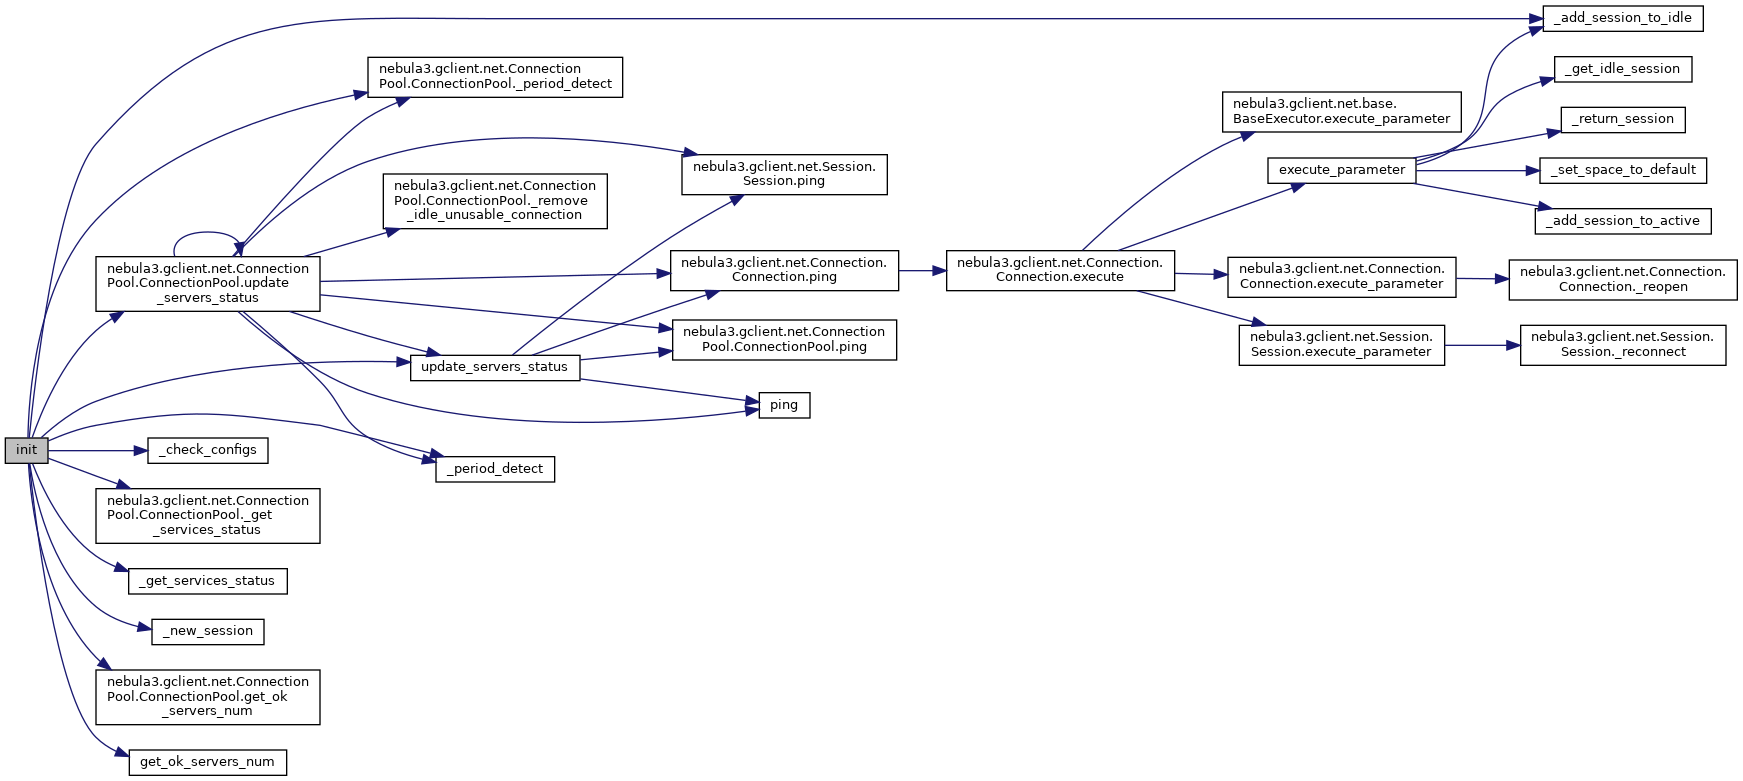 _add_session_to_idle
nebula3.gclient.net.Connection
Pool.ConnectionPool._period_detect
_get_idle_session
nebula3.gclient.net.base.
BaseExecutor.execute_parameter
_return_session
nebula3.gclient.net.Session.
Session.ping
execute_parameter
_set_space_to_default
nebula3.gclient.net.Connection
Pool.ConnectionPool._remove
_idle_unusable_connection
_add_session_to_active
nebula3.gclient.net.Connection
Pool.ConnectionPool.update
_servers_status
nebula3.gclient.net.Connection.
Connection.ping
nebula3.gclient.net.Connection.
Connection.execute
nebula3.gclient.net.Connection.
Connection.execute_parameter
nebula3.gclient.net.Connection.
Connection._reopen
nebula3.gclient.net.Connection
Pool.ConnectionPool.ping
nebula3.gclient.net.Session.
Session.execute_parameter
nebula3.gclient.net.Session.
Session._reconnect
update_servers_status
ping
init
_check_configs
_period_detect
nebula3.gclient.net.Connection
Pool.ConnectionPool._get
_services_status
_get_services_status
_new_session
nebula3.gclient.net.Connection
Pool.ConnectionPool.get_ok
_servers_num
get_ok_servers_num